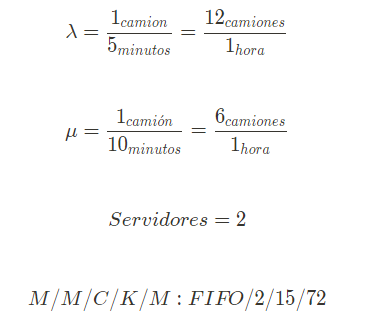 λ = 1camion / 5minutos = 12camiones / 1hora
μ = 1camión / 10minutos = 6camiones / 1hora
Servidores = 2
M/M/C/K/M : FIFO/2/15/72